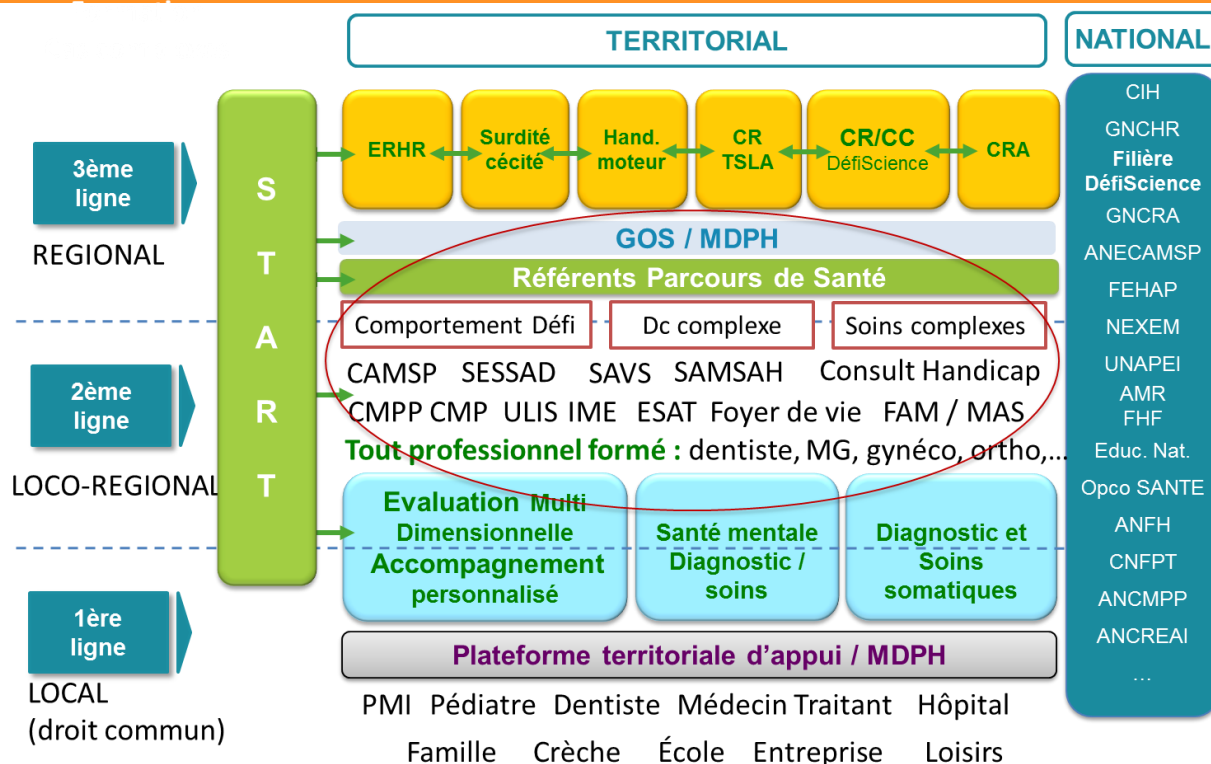 TERRITORIAL
NATIONAL
3ème
ligne
REGIONAL
2ème
ligne
LOCO-REGIONAL
1ère
ligne
LOCAL
(droit commun)
S
T
A
R
T
ERHR
Surdité
cécité
Hand.
moteur
CR
TSLA
CR/CC
DéfiScience
CRA
GOS / MDPH
Référents Parcours de Santé
Comportement Défi
Dc complexe
Soins complexes
CAMSP SESSAD SAVS SAMSAH Consult Handicap
CMPP CMP ULIS IME ESAT Foyer de vie FAM / MAS
Tout professionnel formé : dentiste, MG, gynéco, ortho,...
Evaluation Multi
Dimensionnelle
Accompagnement
personnalisé
Santé mentale
Diagnostic /
soins
Diagnostic et
Soins
somatiques
Plateforme territoriale d'appui / MDPH
PMI Pédiatre Dentiste Médecin Traitant Hôpital
Famille Crèche École Entreprise Loisirs
CIH
GNCHR
Filière
DéfiScience
GNCRA
ANECAMSP
FEHAP
NEXEM
UNAPEI
AMR
FHF
Educ. Nat.
Opco SANTE
ANFH
CNFPT
ANCMPP
ANCREAI
...